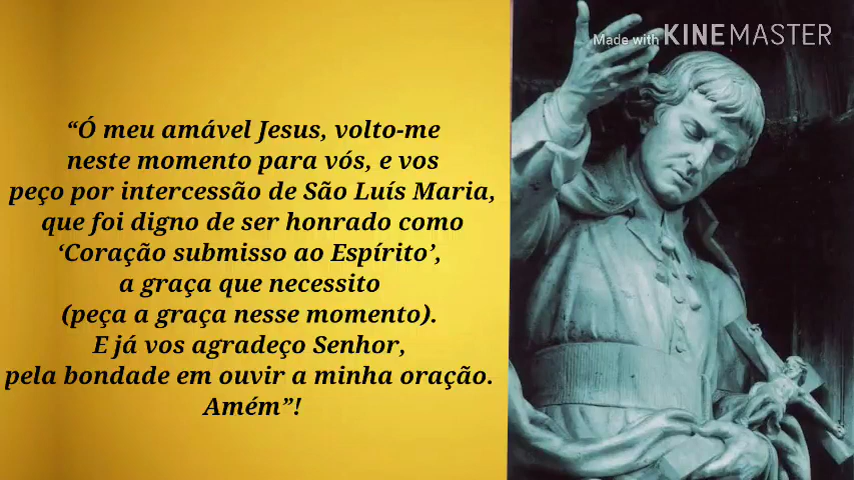 Made with KINEMASTER
“Ó meu amável Jesus, volto-me
neste momento para vós, e vos
peço por intercessão de São Luís Maria,
que foi digno de ser honrado como
‘Coração submisso ao Espírito’,
a graça que necessito
(peça a graça nesse momento).
E já vos agradeço Senhor,
pela bondade em ouvir a minha oração.
Amém”!